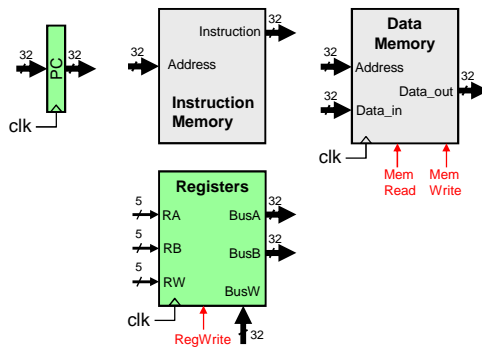 32
32
PC
clk
Instruction
32
32
Address
Instruction
Memory
Data
Memory
32
Address
Data_out
32
32
Data_in
clk
Mem
Read
Mem
Write
Registers
5
RA
BusA
32
5
RB
BusB
32
5
RW
BusW
clk
RegWrite
32